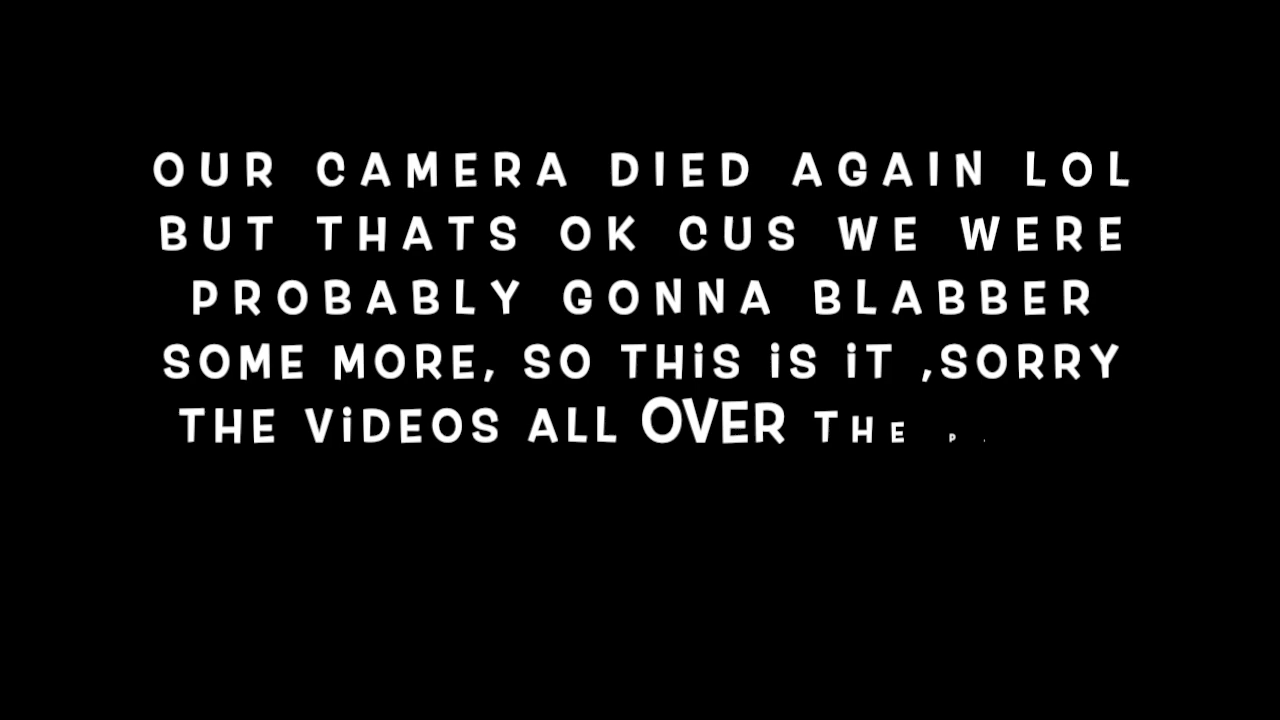 OUR CAMERA DIED AGAIN LOL
BUT THATS OK CUS WE WERE
PROBABLY GONNA BLABBER
SOME MORE, SO THiS iS iT ,SORRY
THE ViDEOS ALL OVER THE P